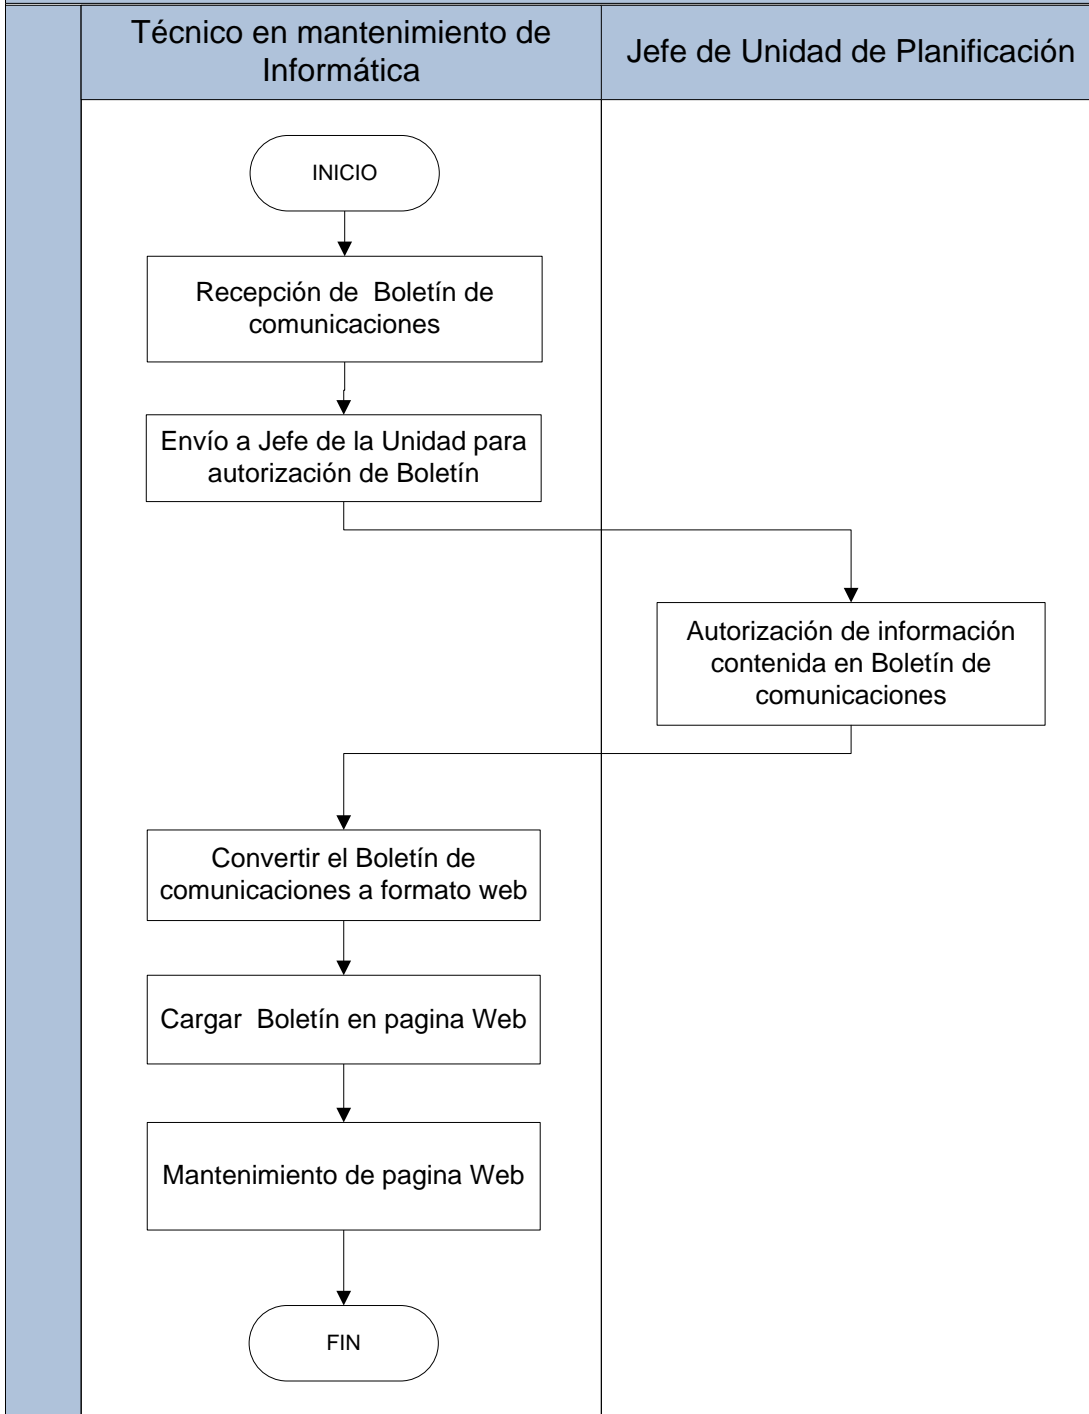 Técnico en mantenimiento de
Informática
Jefe de Unidad de Planificación
INICIO
Recepción de Boletín de
comunicaciones
Envío a Jefe de la Unidad para
autorización de Boletín
Autorización de información
contenida en Boletín de
comunicaciones
Convertir el Boletín de
comunicaciones a formato web
Cargar Boletín en pagina Web
Mantenimiento de pagina Web
FIN